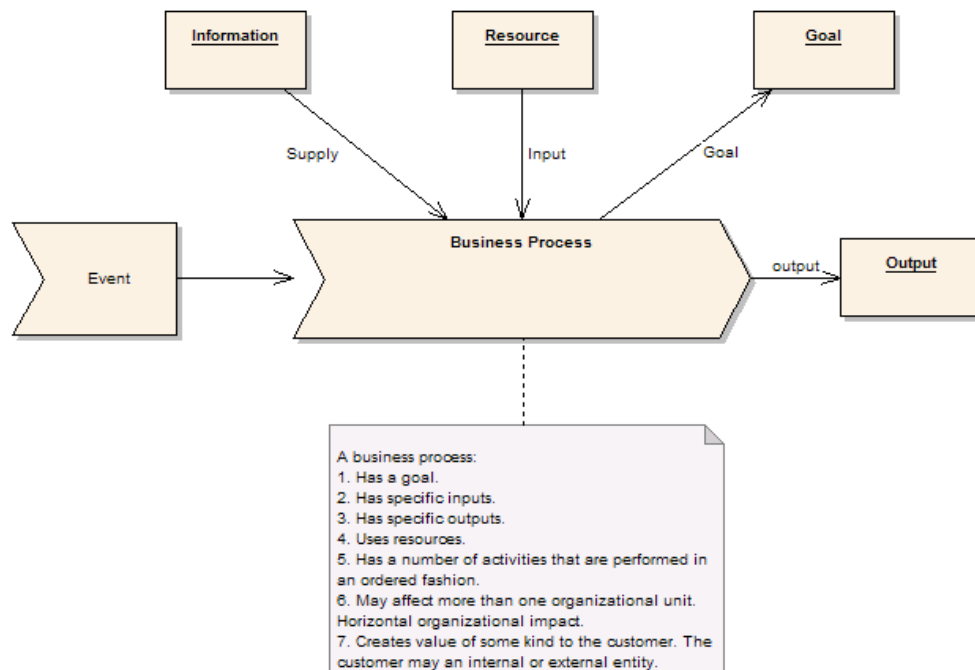 Information
Resource
Goal
Supply
Input
Goal
Event
Business Process
output
Output
A business process:
1. Has a goal.
2. Has specific inputs.
3. Has specific outputs.
4. Uses resources.
5. Has a number of activities that are performed in
an ordered fashion.
6. May affect more than one organizational unit.
Horizontal organizational impact.
7. Creates value of some kind to the customer. The
customer may an internal or external entity.